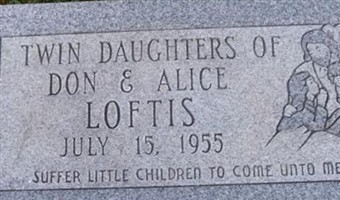 TWIN DAUGHTERS OF
DON & ALICE
LOFTIS
JULY 15, 1955
SUFFER LITTLE CHILDREN TO COME UNTO ME